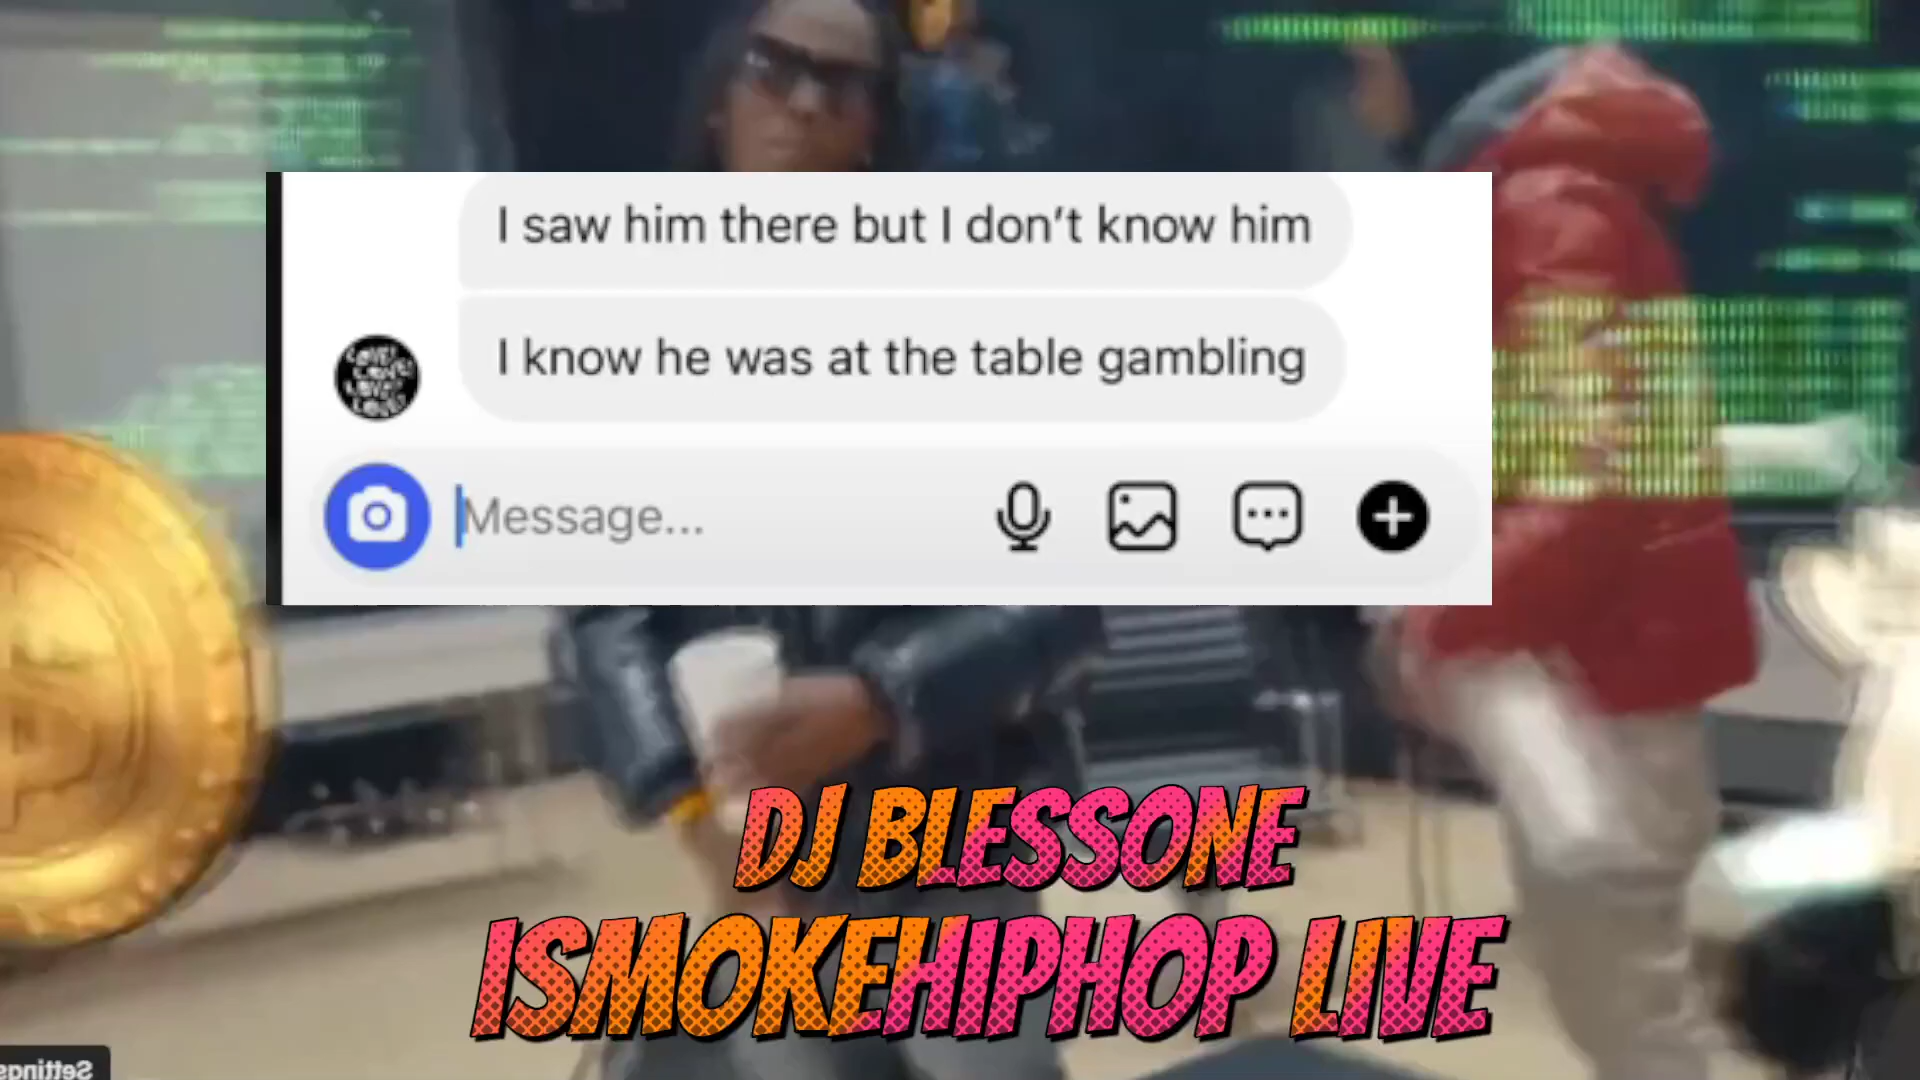 I saw him there but I don’t know him
I know he was at the table gambling
Message...
DJ BLESSONE
ISMOKEHIPHOP LIVE
Settings